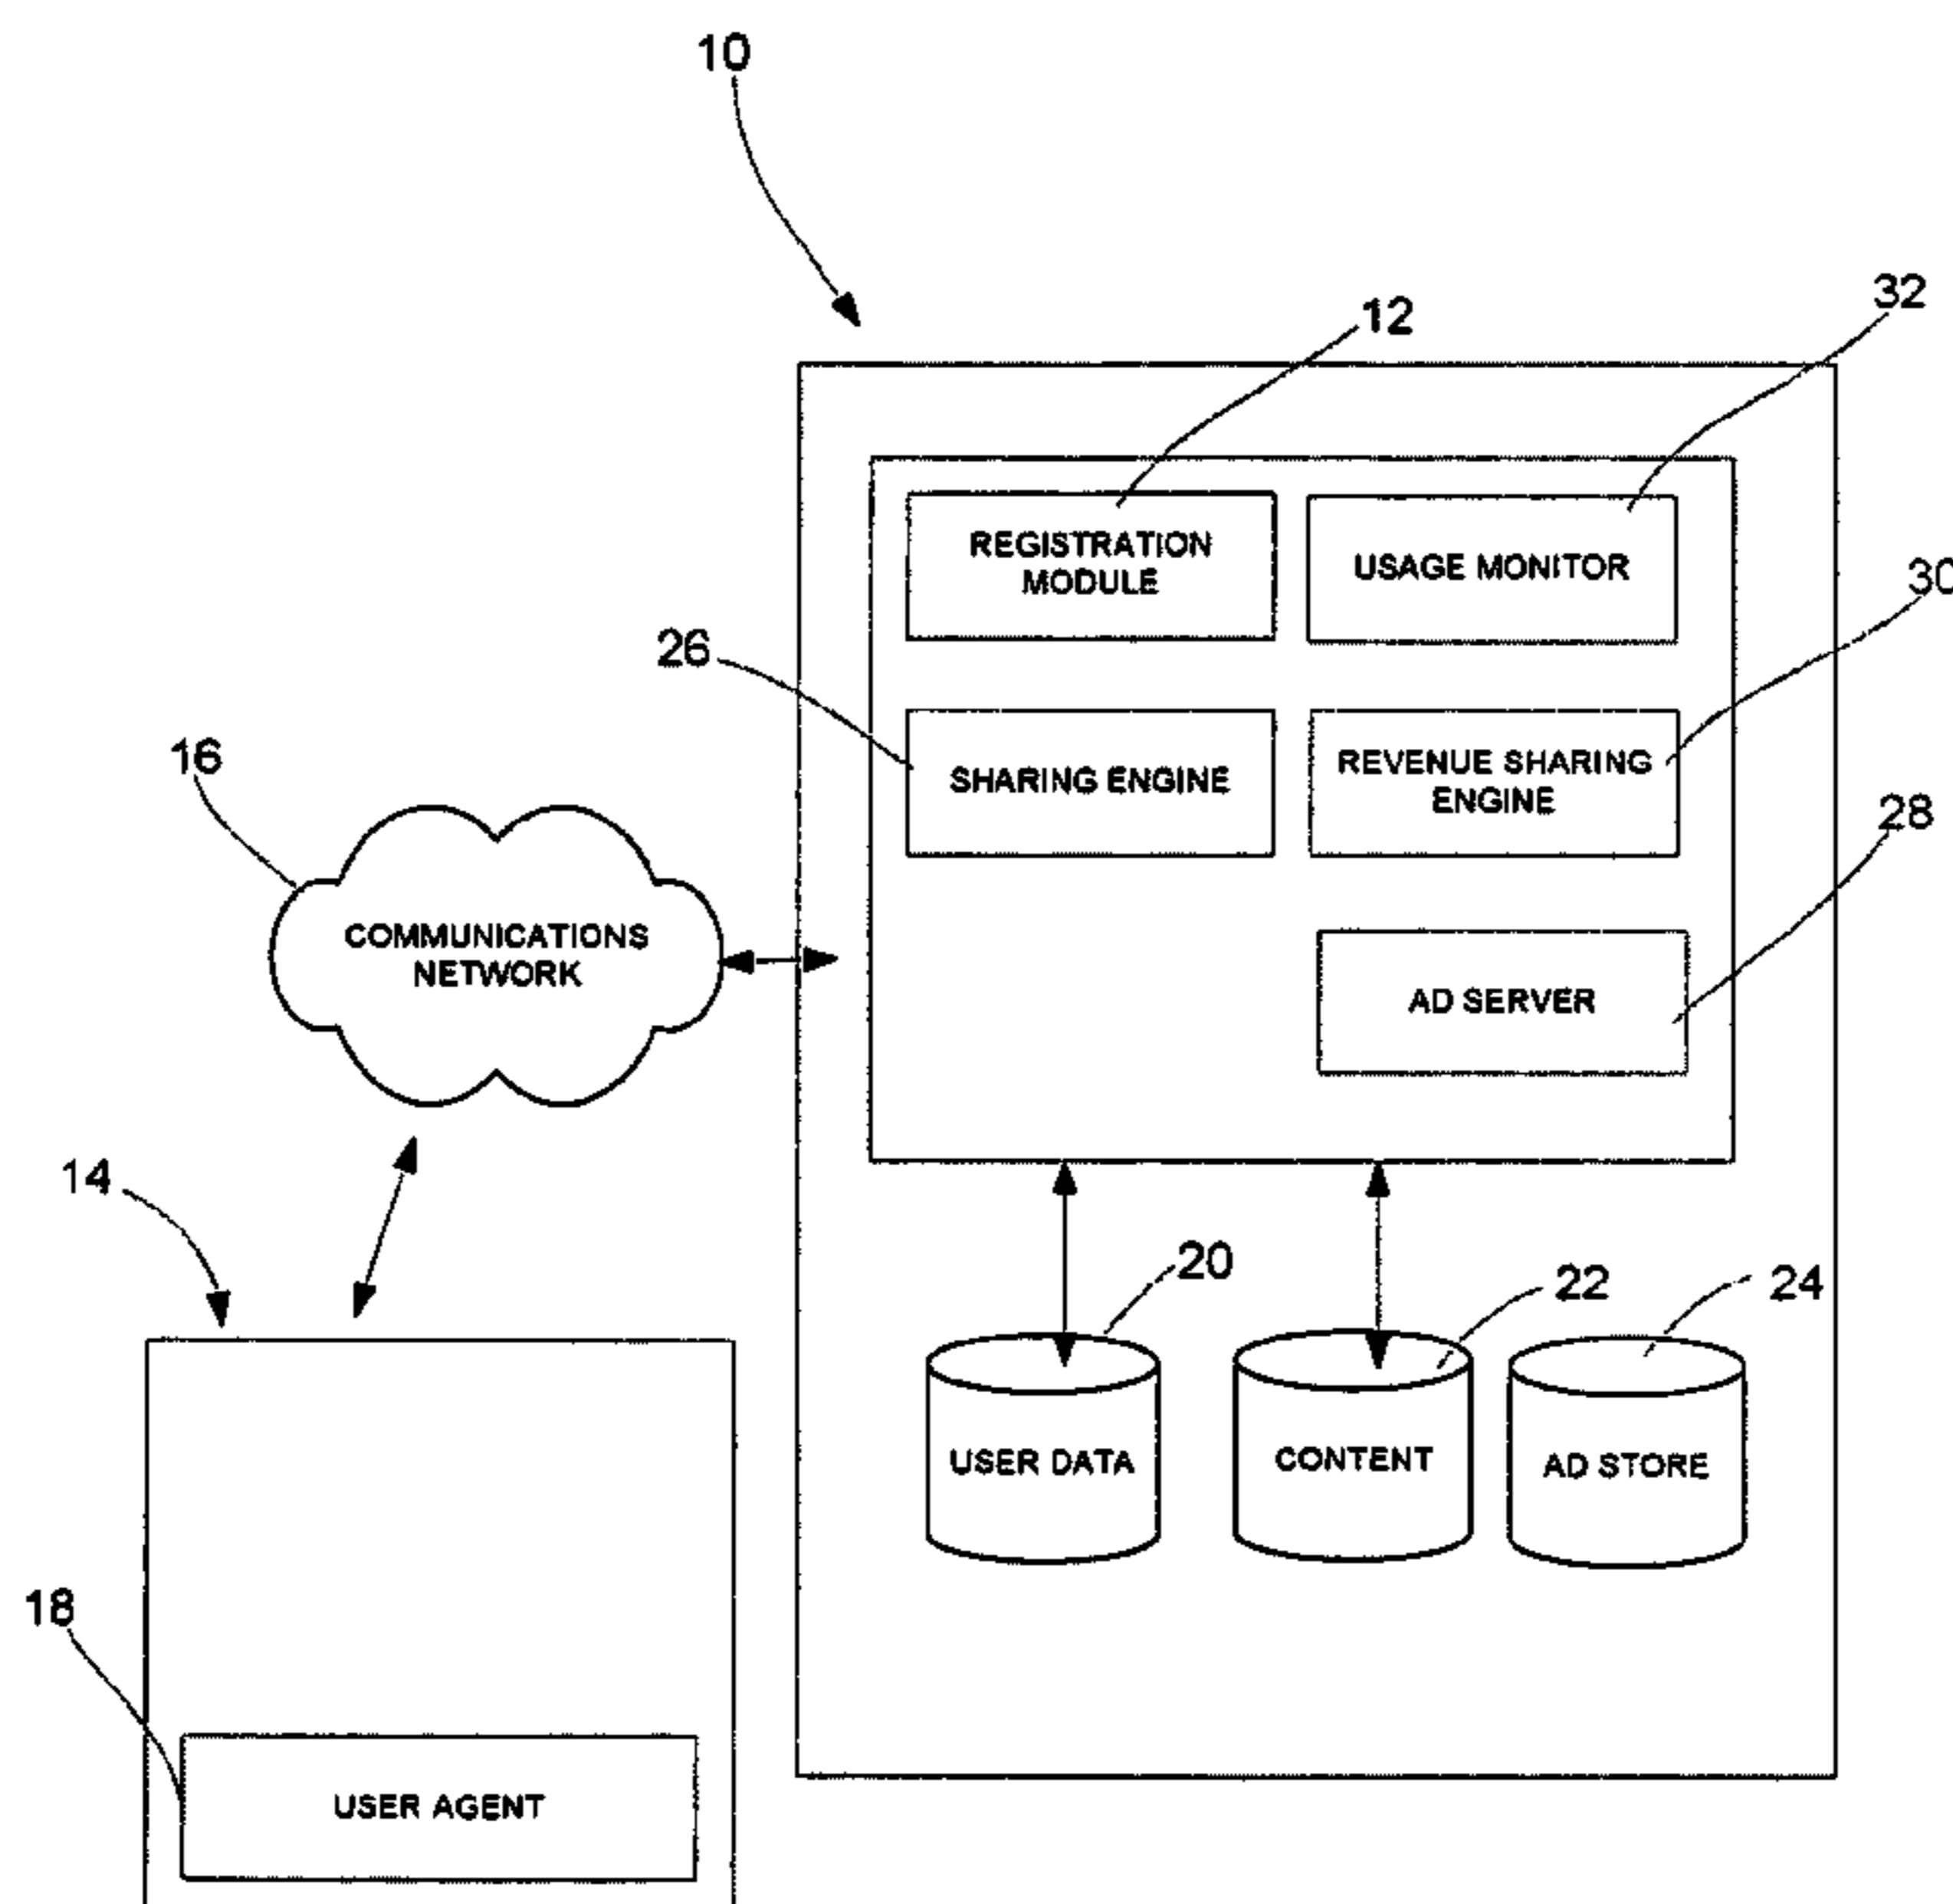 10
32
12
REGISTRATION
MODULE
USAGE MONITOR
30
26
SHARING ENGINE
REVENUE SHARING
ENGINE
16
28
COMMUNICATIONS
NETWORK
AD SERVER
14
20
22
24
USER DATA
CONTENT
AD STORE
18
USER AGENT